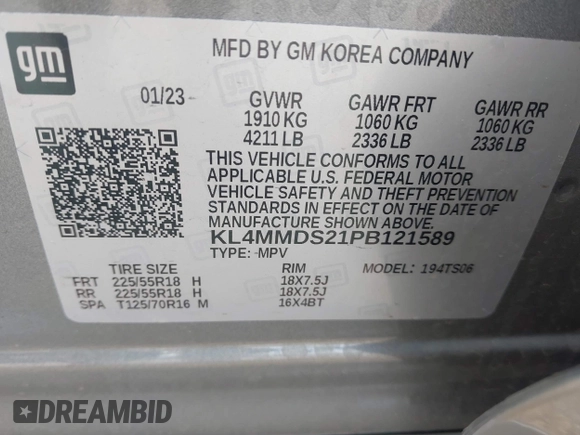 gm
MFD BY GM KOREA COMPANY
01/23 GVWR GAWR FRT GAWR RR
1910 KG 1060 KG 1060 KG
4211 LB 2336 LB 2336 LB
THIS VEHICLE CONFORMS TO ALL
APPLICABLE U.S. FEDERAL MOTOR
VEHICLE SAFETY AND THEFT PREVENTION
STANDARDS IN EFFECT ON THE DATE OF
MANUFACTURE SHOWN ABOVE.
KL4MMDS21PB121589
TYPE: MPV
TIRE SIZE RIM MODEL: 194TS06
FRT 225/55R18 H 18X7.5J
RR 225/55R18 H 18X7.5J
SPA T125/70R16 M 16X4BT
DREAMBID